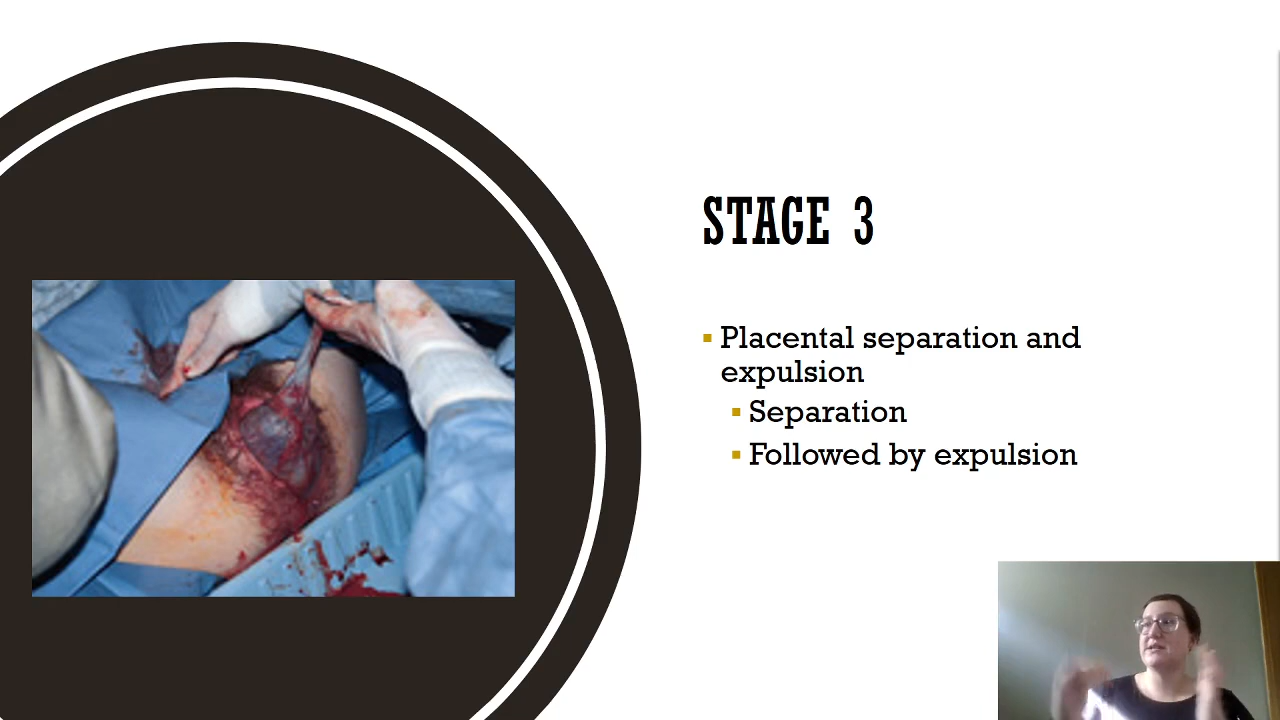 STAGE 3
Placental separation and
expulsion
Separation
Followed by expulsion